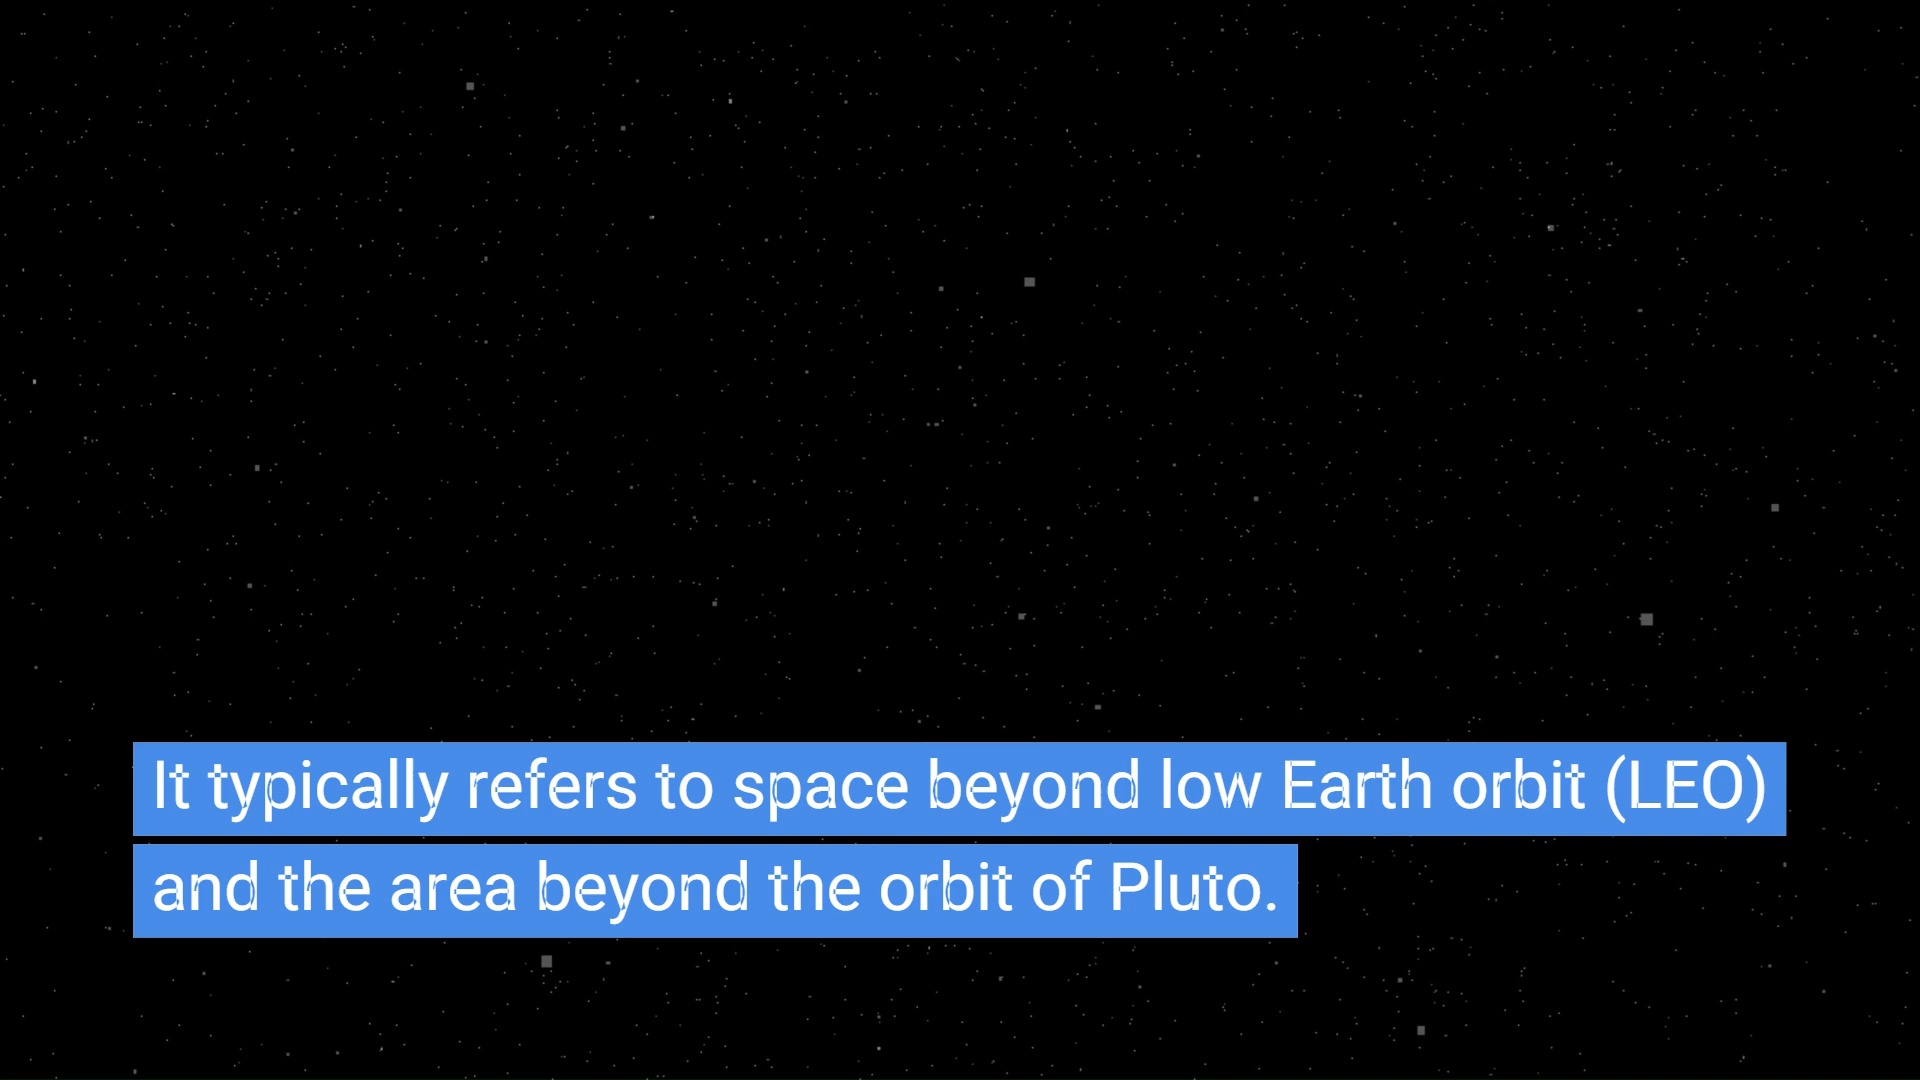 It typically refers to space beyond low Earth orbit (LEO)
and the area beyond the orbit of Pluto.